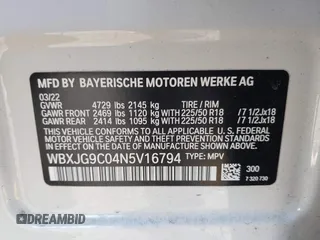 MFD BY BAYERISCHE MOTOREN WERKE AG
03/22
GVWR 4729 lbs 2145 kg TIRE / RIM
GAWR FRONT 2469 lbs 1120 kg WITH 225/50 R18 / 7 1/2Jx18
GAWR REAR 2414 lbs 1095 kg WITH 225/50 R18 / 7 1/2Jx18
THIS VEHICLE CONFORMS TO ALL APPLICABLE U.S. FEDERAL
MOTOR VEHICLE SAFETY, BUMPER, AND THEFT PREVENTION
STANDARDS IN EFFECT ON THE DATE OF MANUFACTURE SHOWN ABOVE.
WBXJG9C04N5V16794 TYPE: MPV
300
7 320 730
DREAMBID